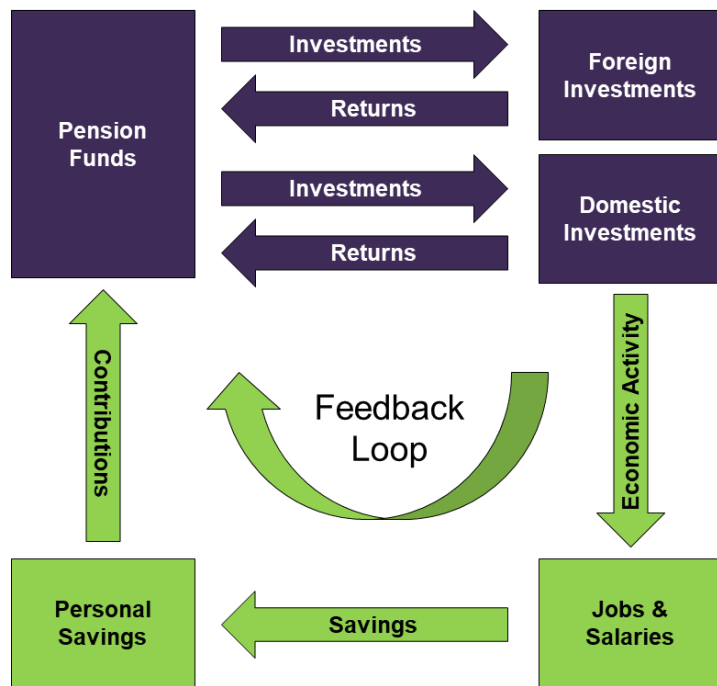 Investments
Foreign
Investments
Pension
Funds
Returns
Investments
Domestic
Investments
Returns
Contributions
Feedback
Loop
Economic Activity
Personal
Savings
Savings
Jobs &
Salaries